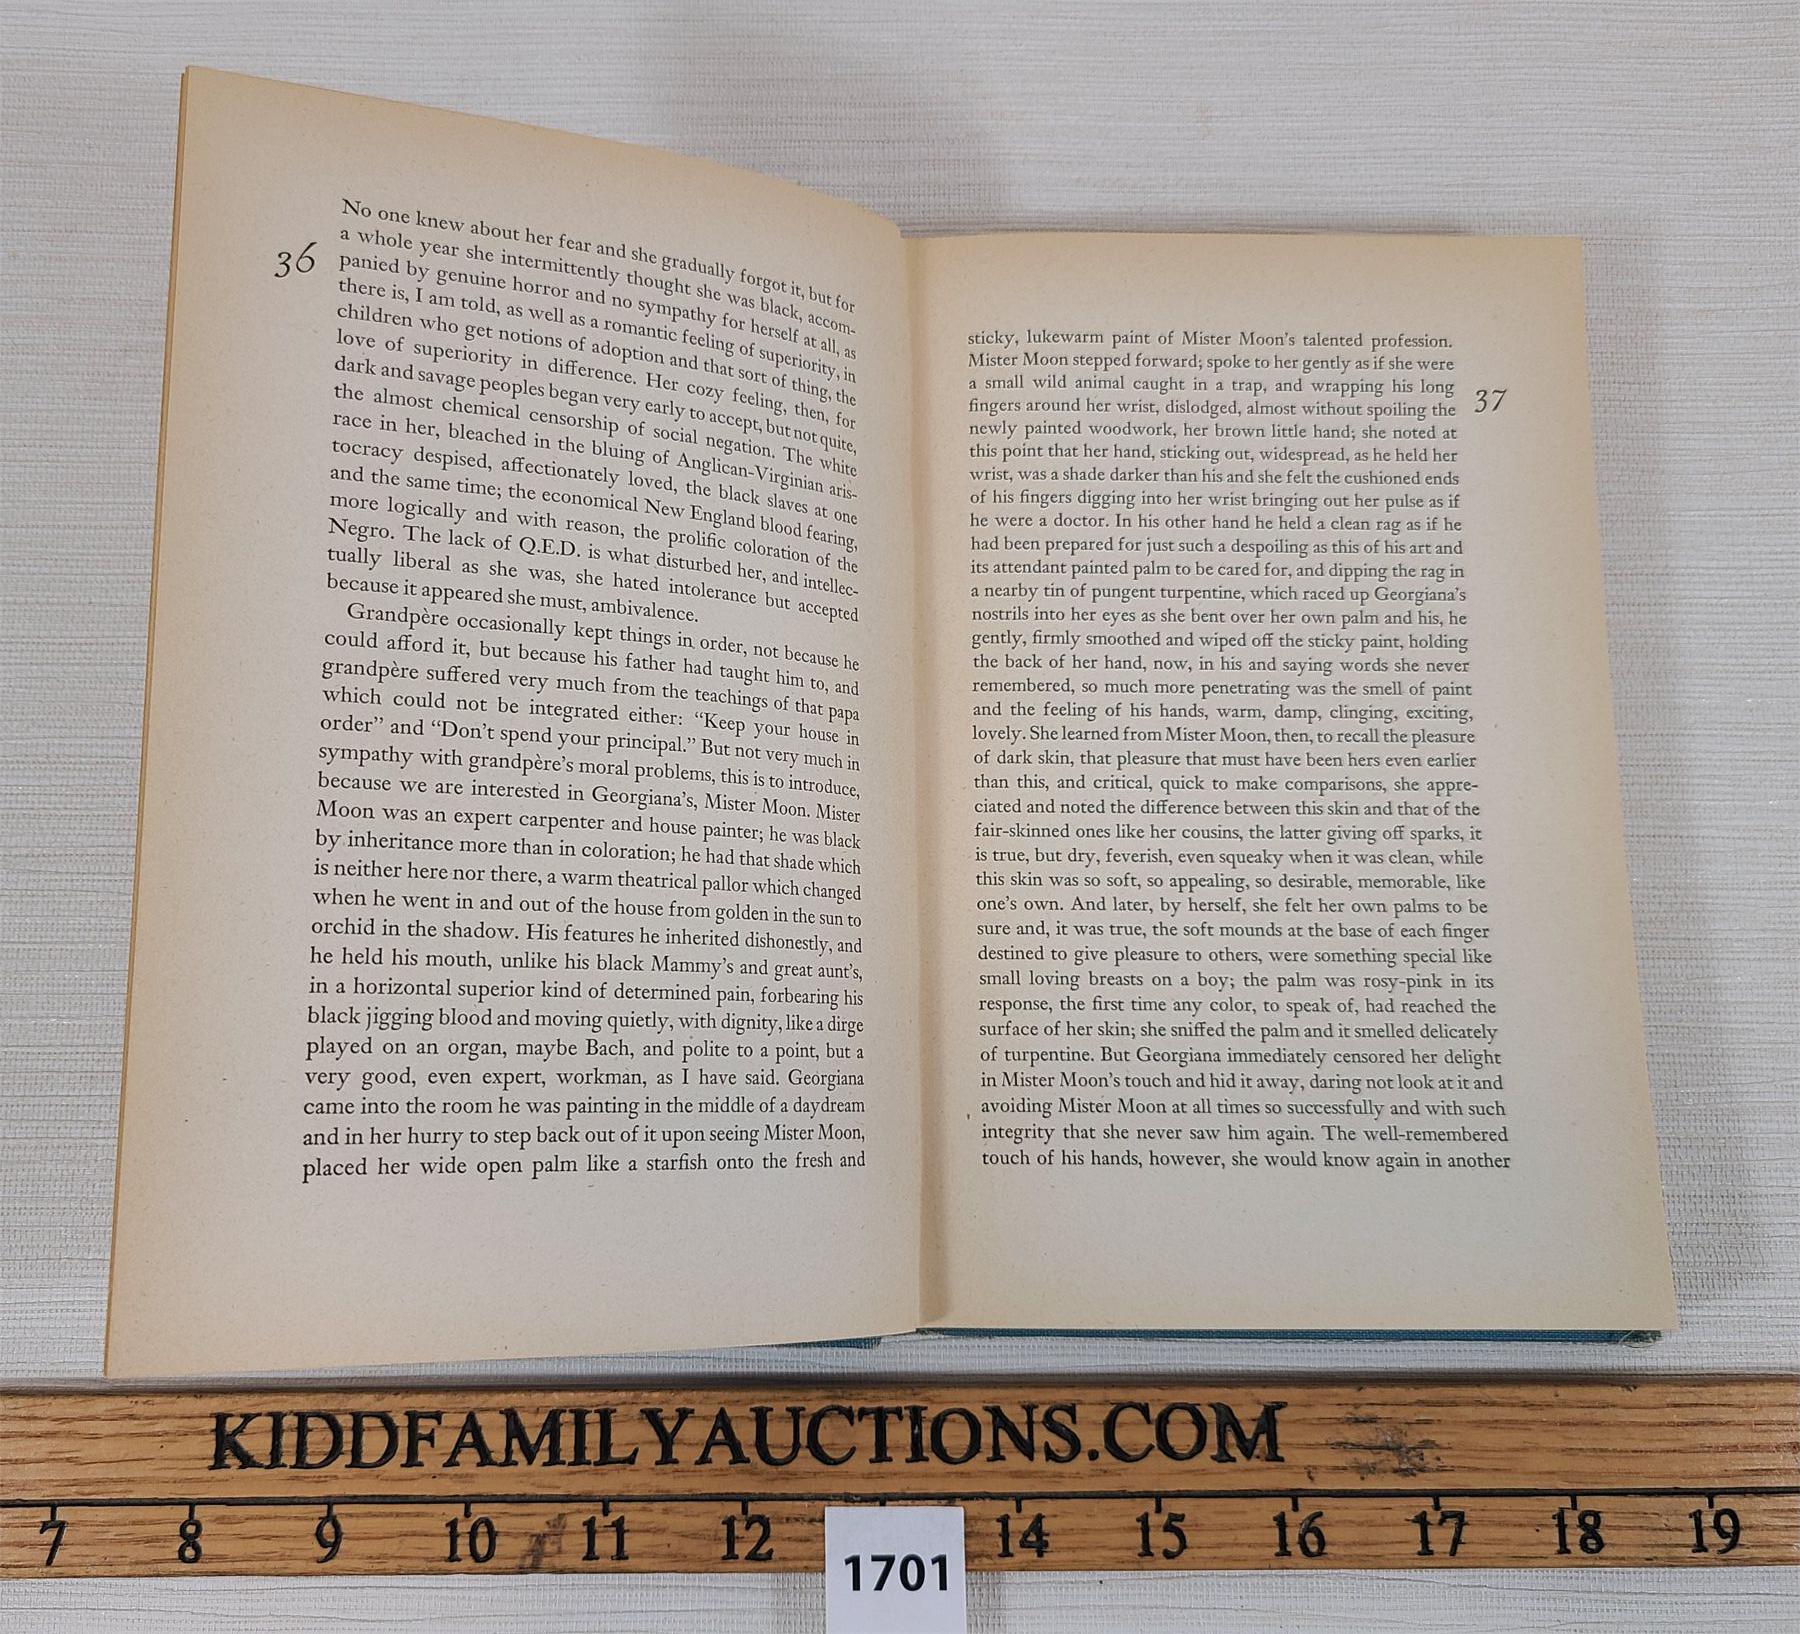 36
No one knew about her fear and she gradually forgot it, but for
a whole year she intermittently thought she was black, accom-
panied by genuine horror and no sympathy for herself at all, as
there is, I am told, as well as a romantic feeling of superiority, in
children who get notions of adoption and that sort of thing, the
love of superiority in difference. Her cozy feeling, then, for
dark and savage peoples began very early to accept, but not quite,
the almost chemical censorship of social negation. The white
race in her, bleached in the bluing of Anglican-Virginian aris-
tocracy despised, affectionately loved, the black slaves at one
and the same time; the economical New England blood fearing,
more logically and with reason, the prolific coloration of the
Negro. The lack of Q.E.D. is what disturbed her, and intellec-
tually liberal as she was, she hated intolerance but accepted
because it appeared she must, ambivalence.
Grandpère occasionally kept things in order, not because he
could afford it, but because his father had taught him to, and
grandpère suffered very much from the teachings of that papa
which could not be integrated either: “Keep your house in
order” and “Don’t spend your principal.” But not very much in
sympathy with grandpère’s moral problems, this is to introduce,
because we are interested in Georgiana’s, Mister Moon. Mister
Moon was an expert carpenter and house painter; he was black
by inheritance more than in coloration; he had that shade which
is neither here nor there, a warm theatrical pallor which changed
when he went in and out of the house from golden in the sun to
orchid in the shadow. His features he inherited dishonestly, and
he held his mouth, unlike his black Mammy’s and great aunt’s,
in a horizontal superior kind of determined pain, forbearing his
black jigging blood and moving quietly, with dignity, like a dirge
played on an organ, maybe Bach, and polite to a point, but a
very good, even expert, workman, as I have said. Georgiana
came into the room he was painting in the middle of a daydream
and in her hurry to step back out of it upon seeing Mister Moon,
placed her wide open palm like a starfish onto the fresh and
37
sticky, lukewarm paint of Mister Moon’s talented profession.
Mister Moon stepped forward; spoke to her gently as if she were
a small wild animal caught in a trap, and wrapping his long
fingers around her wrist, dislodged, almost without spoiling the
newly painted woodwork, her brown little hand; she noted at
this point that her hand, sticking out, widespread, as he held her
wrist, was a shade darker than his and she felt the cushioned ends
of his fingers digging into her wrist bringing out her pulse as if
he were a doctor. In his other hand he held a clean rag as if he
had been prepared for just such a despoiling as this of his art and
its attendant painted palm to be cared for, and dipping the rag in
a nearby tin of pungent turpentine, which raced up Georgiana’s
nostrils into her eyes as she bent over her own palm and his, he
gently, firmly smoothed and wiped off the sticky paint, holding
the back of her hand, now, in his and saying words she never
remembered, so much more penetrating was the smell of paint
and the feeling of his hands, warm, damp, clinging, exciting,
lovely. She learned from Mister Moon, then, to recall the pleasure
of dark skin, that pleasure that must have been hers even earlier
than this, and critical, quick to make comparisons, she appre-
ciated and noted the difference between this skin and that of the
fair-skinned ones like her cousins, the latter giving off sparks, it
is true, but dry, feverish, even squeaky when it was clean, while
this skin was so soft, so appealing, so desirable, memorable, like
one’s own. And later, by herself, she felt her own palms to be
sure and, it was true, the soft mounds at the base of each finger
destined to give pleasure to others, were something special like
small loving breasts on a boy; the palm was rosy-pink in its
response, the first time any color, to speak of, had reached the
surface of her skin; she sniffed the palm and it smelled delicately
of turpentine. But Georgiana immediately censored her delight
in Mister Moon’s touch and hid it away, daring not look at it and
avoiding Mister Moon at all times so successfully and with such
integrity that she never saw him again. The well-remembered
touch of his hands, however, she would know again in another
KIDDFAMILYAUCTIONS.COM
7 8 9 10 11 12 14 15 16 17 18 19
1701